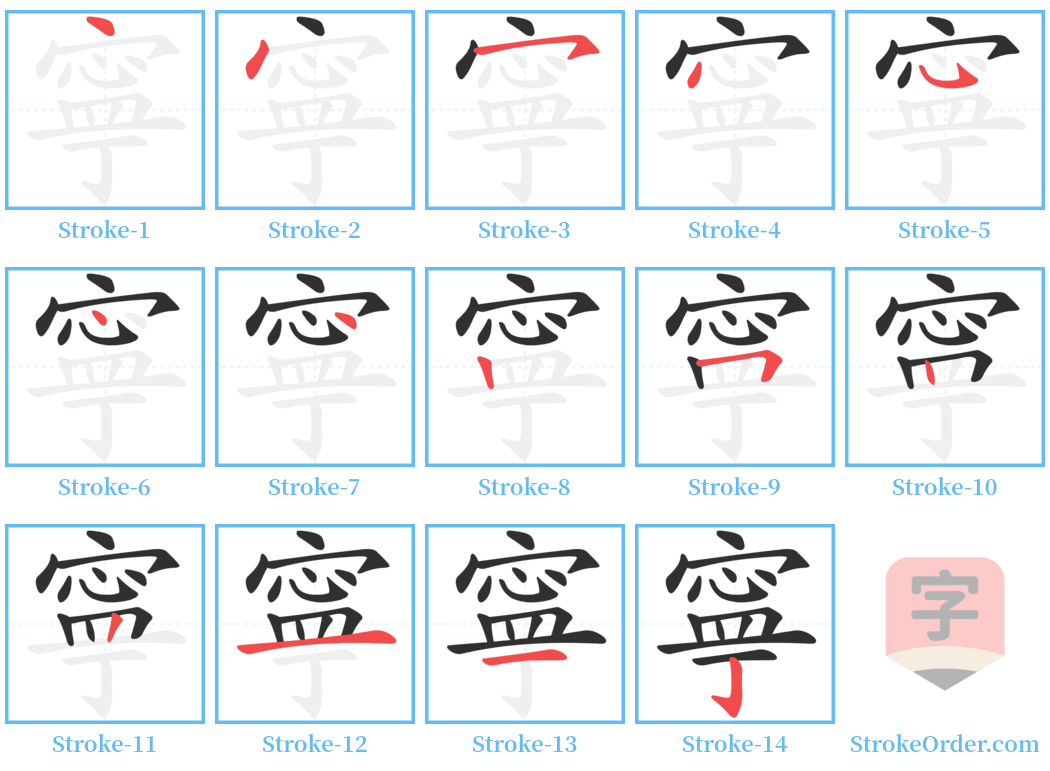 Stroke-1 Stroke-2 Stroke-3 Stroke-4 Stroke-5
Stroke-6 Stroke-7 Stroke-8 Stroke-9 Stroke-10
字
Stroke-11 Stroke-12 Stroke-13 Stroke-14 StrokeOrder.com